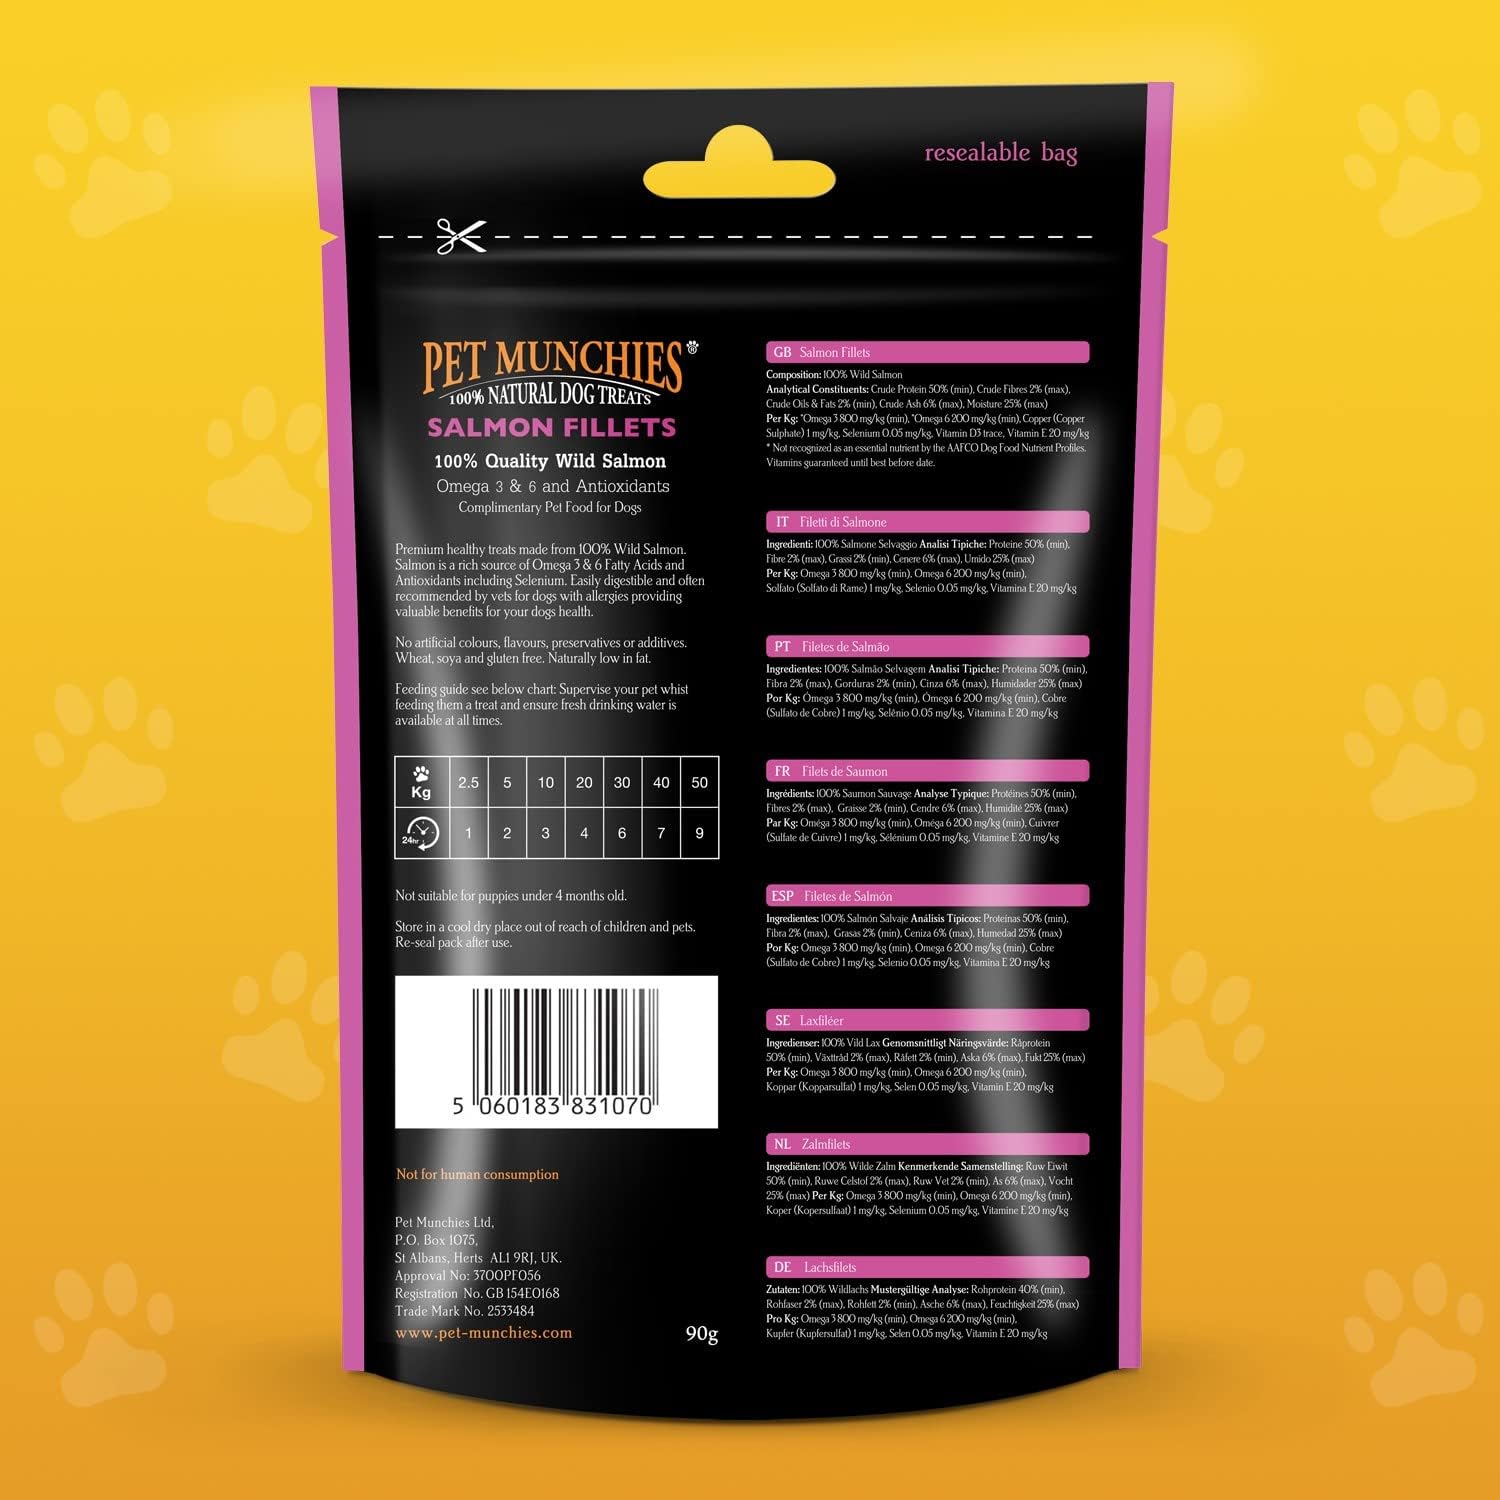 resealable bag
PET MUNCHIES®
100% NATURAL DOG TREATS
SALMON FILLETS
100% Quality Wild Salmon
Omega 3 & 6 and Antioxidants
Complimentary Pet Food for Dogs
Premium healthy treats made from 100% Wild Salmon.
Salmon is a rich source of Omega 3 & 6 Fatty Acids and
Antioxidants including Selenium. Easily digestible and often
recommended by vets for dogs with allergies providing
valuable benefits for your dogs health.
No artificial colours, flavours, preservatives or additives.
Wheat, soya and gluten free. Naturally low in fat.
Feeding guide see below chart: Supervise your pet whist
feeding them a treat and ensure fresh drinking water is
available at all times.
Kg 2.5 5 10 20 30 40 50
24hr 1 2 3 4 6 7 9
Not suitable for puppies under 4 months old.
Store in a cool dry place out of reach of children and pets.
Re-seal pack after use.
5 060183 831070
Not for human consumption
Pet Munchies Ltd,
P.O. Box 1075,
St Albans, Herts AL1 9RJ, UK.
Approval No: 3700PF056
Registration No. GB 154E0168
Trade Mark No. 2533484
www.pet-munchies.com
90g
GB Salmon Fillets
Composition: 100% Wild Salmon
Analytical Constituents: Crude Protein 50% (min), Crude Fibres 2% (max),
Crude Oils & Fats 2% (min), Crude Ash 6% (max), Moisture 25% (max)
Per Kg: *Omega 3 800 mg/kg (min), *Omega 6 200 mg/kg (min), Copper (Copper
Sulphate) 1 mg/kg, Selenium 0.05 mg/kg, Vitamin D3 trace, Vitamin E 20 mg/kg
* Not recognized as an essential nutrient by the AAFCO Dog Food Nutrient Profiles.
Vitamins guaranteed until best before date.
IT Filetti di Salmone
Ingredienti: 100% Salmone Selvaggio Analisi Tipiche: Proteine 50% (min),
Fibre 2% (max), Grassi 2% (min), Cenere 6% (max), Umido 25% (max)
Per Kg: Omega 3 800 mg/kg (min), Omega 6 200 mg/kg (min),
Solfato (Solfato di Rame) 1 mg/kg, Selenio 0.05 mg/kg, Vitamina E 20 mg/kg
PT Filetes de Salmão
Ingredientes: 100% Salmão Selvagem Analisi Tipiche: Proteina 50% (min),
Fibra 2% (max), Gorduras 2% (min), Cinza 6% (max), Humidader 25% (max)
Por Kg: Ómega 3 800 mg/kg (min), Ómega 6 200 mg/kg (min), Cobre
(Sulfato de Cobre) 1 mg/kg, Selênio 0.05 mg/kg, Vitamina E 20 mg/kg
FR Filets de Saumon
Ingrédients: 100% Saumon Sauvage Analyse Typique: Protéines 50% (min),
Fibres 2% (max), Graisse 2% (min), Cendre 6% (max), Humidité 25% (max)
Par Kg: Oméga 3 800 mg/kg (min), Oméga 6 200 mg/kg (min), Cuivrer
(Sulfate de Cuivre) 1 mg/kg, Sélénium 0.05 mg/kg, Vitamine E 20 mg/kg
ESP Filetes de Salmón
Ingredientes: 100% Salmón Salvaje Análisis Típicos: Proteínas 50% (min),
Fibra 2% (max), Grasas 2% (min), Ceniza 6% (max), Humedad 25% (max)
Por Kg: Omega 3 800 mg/kg (min), Omega 6 200 mg/kg (min), Cobre
(Sulfato de Cobre) 1 mg/kg, Selenio 0.05 mg/kg, Vitamina E 20 mg/kg
SE Laxfiléer
Ingredienser: 100% Vild Lax Genomsnittligt Näringsvärde: Råprotein
50% (min), Växttråd 2% (max), Råfett 2% (min), Aska 6% (max), Fukt 25% (max)
Per Kg: Omega 3 800 mg/kg (min), Omega 6 200 mg/kg (min),
Koppar (Kopparsulfat) 1 mg/kg, Selen 0.05 mg/kg, Vitamin E 20 mg/kg
NL Zalmfilets
Ingrediënten: 100% Wilde Zalm Kenmerkende Samenstelling: Ruw Eiwit
50% (min), Ruwe Celstof 2% (max), Ruw Vet 2% (min), As 6% (max), Vocht
25% (max) Per Kg: Omega 3 800 mg/kg (min), Omega 6 200 mg/kg (min),
Koper (Kopersulfaat) 1 mg/kg, Selenium 0.05 mg/kg, Vitamine E 20 mg/kg
DE Lachsfilets
Zutaten: 100% Wildlachs Mustergültige Analyse: Rohprotein 40% (min),
Rohfaser 2% (max), Rohfett 2% (min), Asche 6% (max), Feuchtigkeit 25% (max)
Pro Kg: Omega 3 800 mg/kg (min), Omega 6 200 mg/kg (min),
Kupfer (Kupfersulfat) 1 mg/kg, Selen 0.05 mg/kg, Vitamin E 20 mg/kg